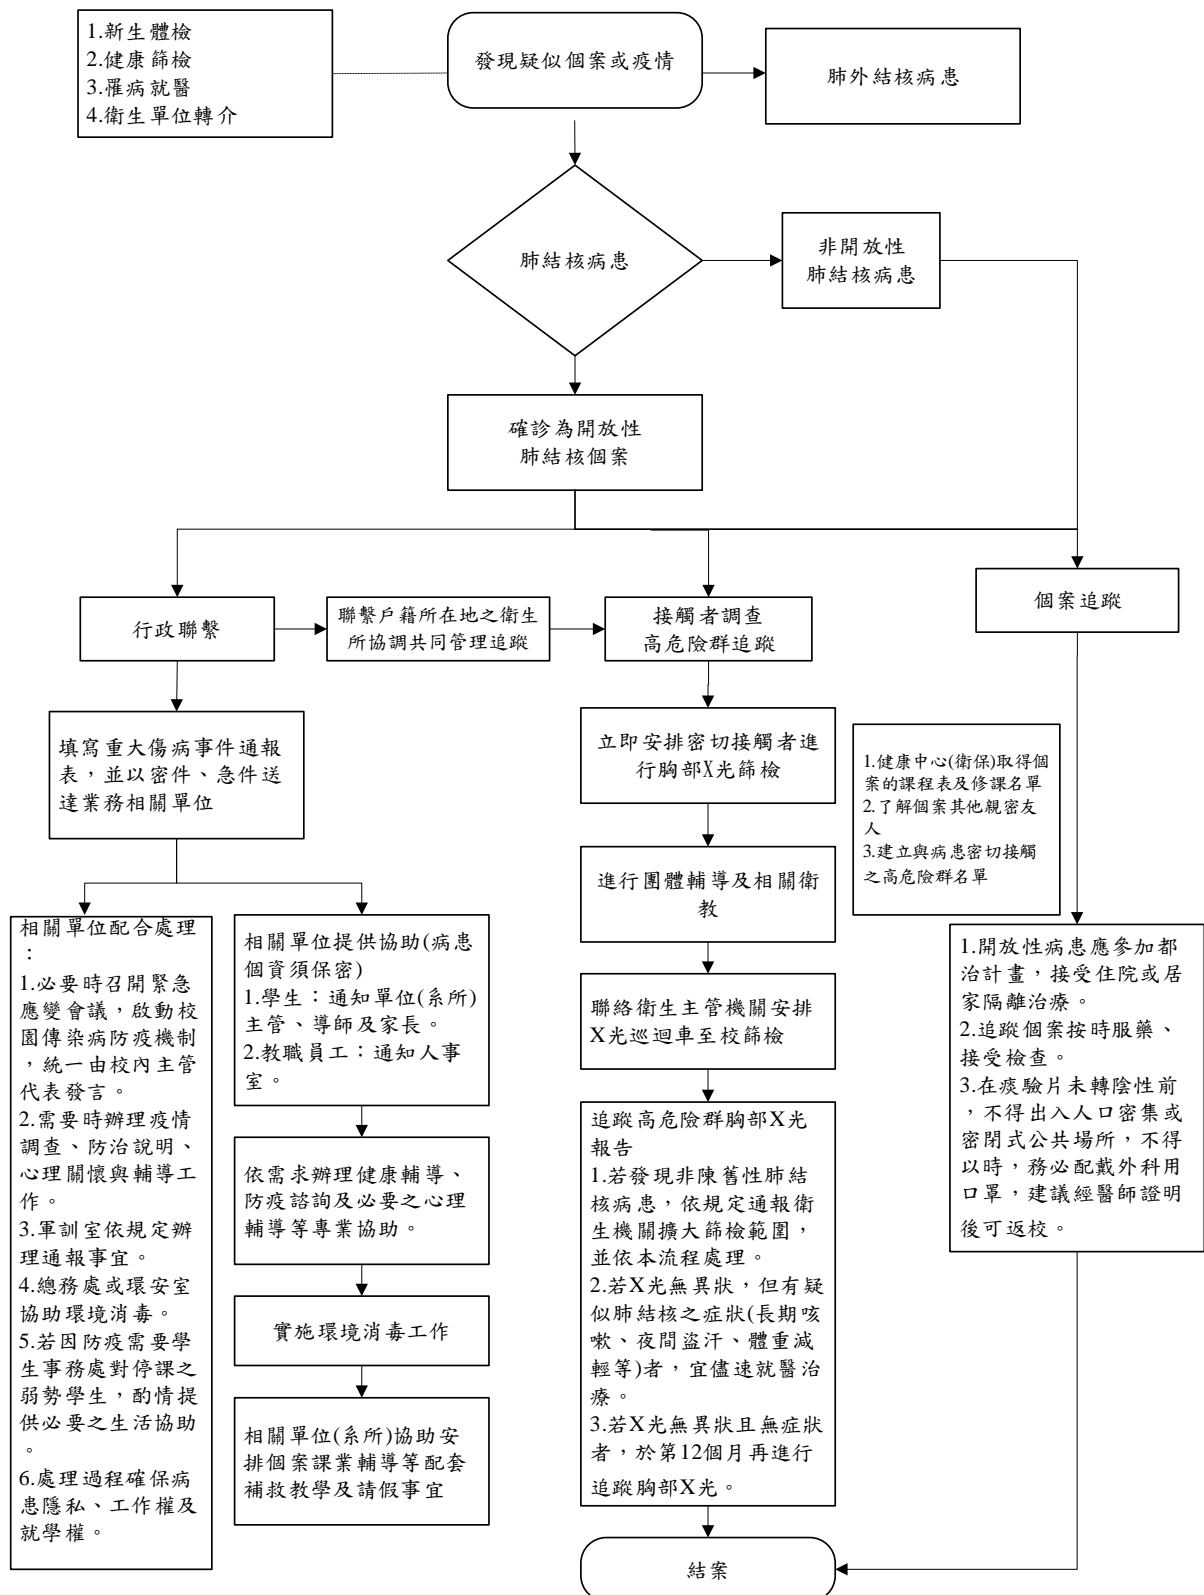 1.新生體檢
2.健康篩檢
3.罹病就醫
4.衛生單位轉介
發現疑似個案或疫情
肺外結核病患
肺結核病患
非開放性
肺結核病患
確診為開放性
肺結核個案
行政聯繫
聯繫戶籍所在地之衛生
所協調共同管理追蹤
接觸者調查
高危險群追蹤
個案追蹤
填寫重大傷病事件通報
表，並以密件、急件送
達業務相關單位
立即安排密切接觸者進
行胸部X光篩檢
1.健康中心(衛保)取得個
案的課程表及修課名單
2.了解個案其他親密友
人
3.建立與病患密切接觸
之高危險群名單
進行團體輔導及相關衛
教
相關單位配合處理
：
1.必要時召開緊急
應變會議，啟動校
園傳染病防疫機制
，統一由校內主管
代表發言。
2.需要時辦理疫情
調查、防治說明、
心理關懷與輔導工
作。
3.軍訓室依規定辦
理通報事宜。
4.總務處或環安室
協助環境消毒。
5.若因防疫需要學
生事務處對停課之
弱勢學生，酌情提
供必要之生活協助
。
6.處理過程確保病
患隱私、工作權及
就學權。
相關單位提供協助(病患
個資須保密)
1.學生：通知單位(系所)
主管、導師及家長。
2.教職員工：通知人事
室。
依需求辦理健康輔導、
防疫諮詢及必要之心理
輔導等專業協助。
實施環境消毒工作
相關單位(系所)協助安
排個案課業輔導等配套
補救教學及請假事宜
聯絡衛生主管機關安排
X光巡迴車至校篩檢
追蹤高危險群胸部X光
報告
1.若發現非陳舊性肺結
核病患，依規定通報衛
生機關擴大篩檢範圍，
並依本流程處理。
2.若X光無異狀，但有疑
似肺結核之症狀(長期咳
嗽、夜間盜汗、體重減
輕等)者，宜儘速就醫治
療。
3.若X光無異狀且無症狀
者，於第12個月再進行
追蹤胸部X光。
1.開放性病患應參加都
治計畫，接受住院或居
家隔離治療。
2.追蹤個案按時服藥、
接受檢查。
3.在痰驗片未轉陰性前
，不得出入人口密集或
密閉式公共場所，不得
以時，務必配戴外科用
口罩，建議經醫師證明
後可返校。
結案